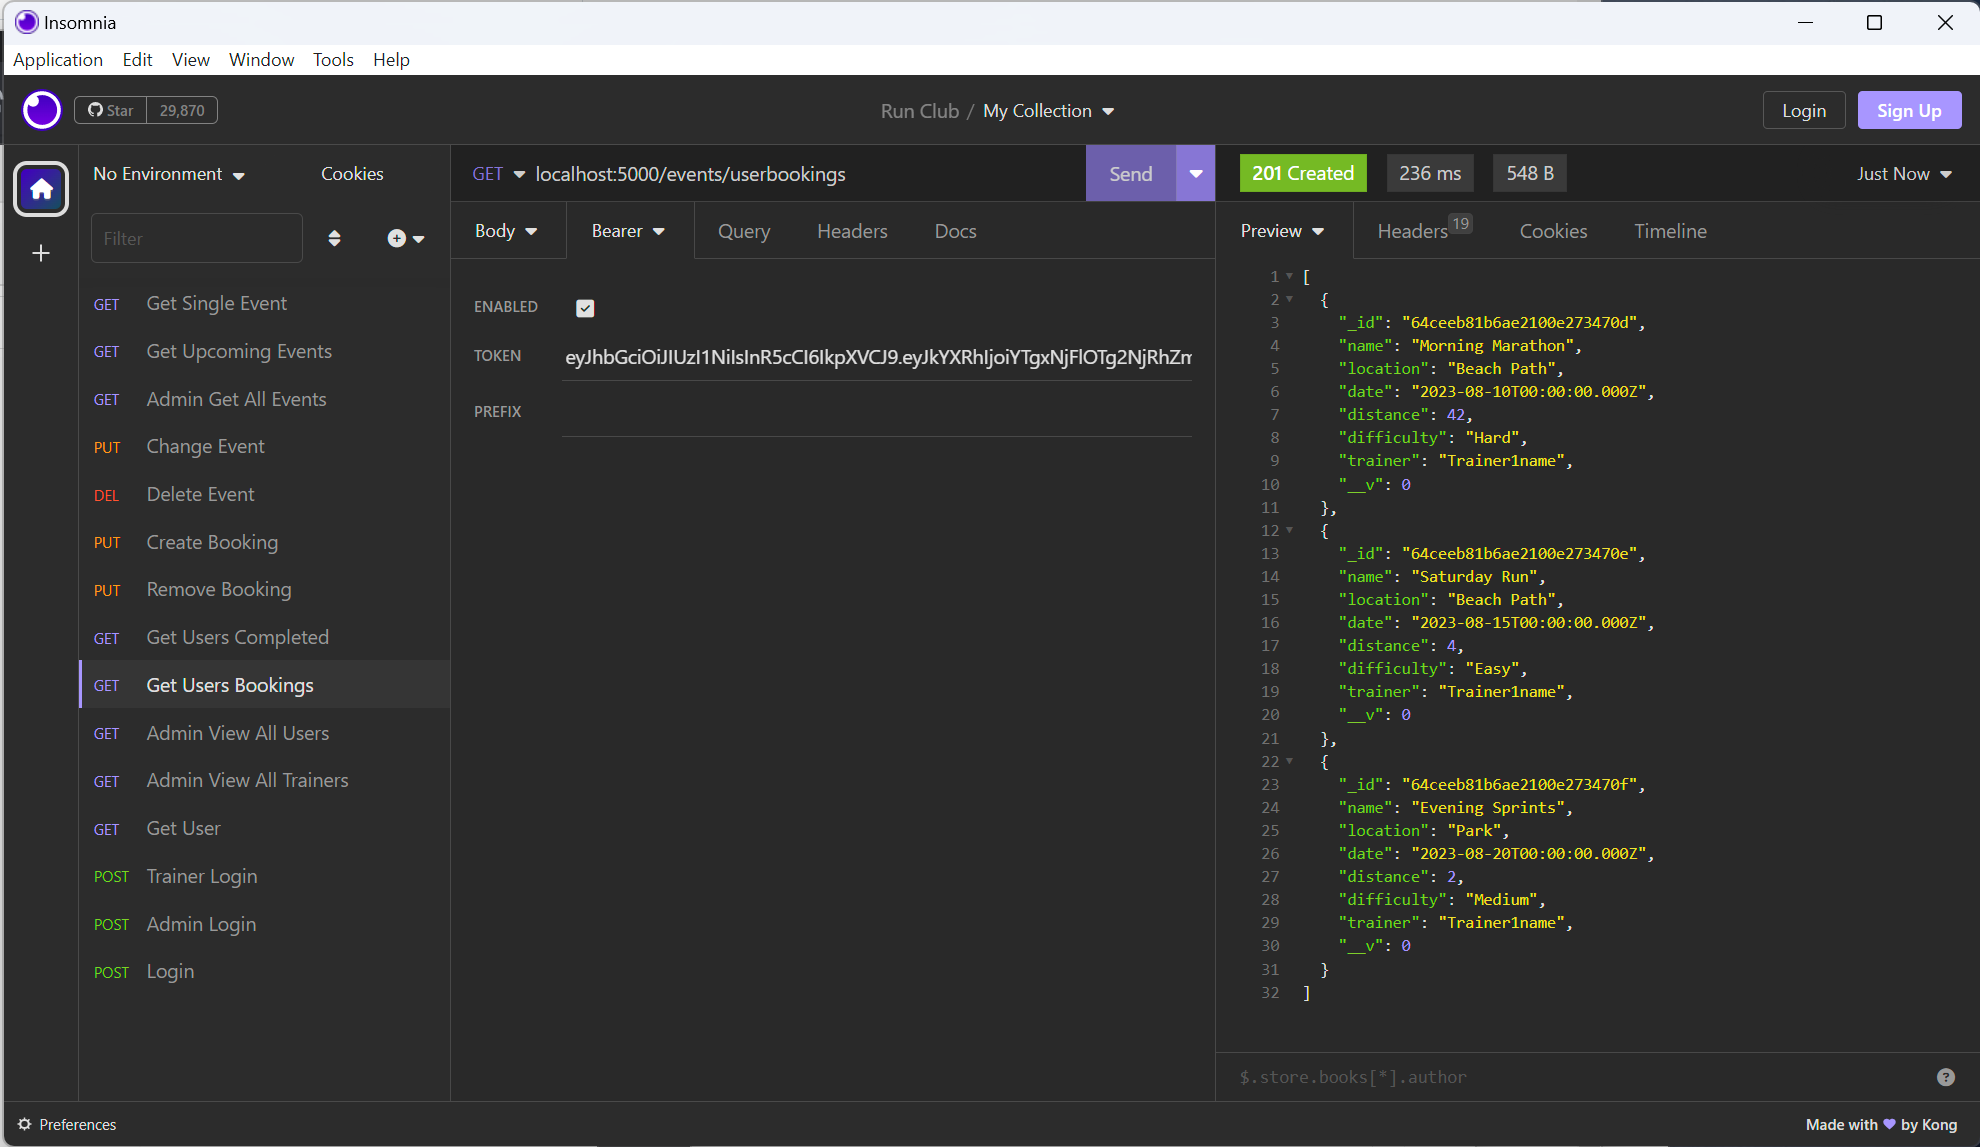 Insomnia
Application Edit View Window Tools Help
Star 29,870
Run Club / My Collection
Login Sign Up
No Environment Cookies
Filter
GET Get Single Event
GET Get Upcoming Events
GET Admin Get All Events
PUT Change Event
DEL Delete Event
PUT Create Booking
PUT Remove Booking
GET Get Users Completed
GET Get Users Bookings
GET Admin View All Users
GET Admin View All Trainers
GET Get User
POST Trainer Login
POST Admin Login
POST Login
GET localhost:5000/events/userbookings Send
Body Bearer Query Headers Docs
ENABLED
TOKEN eyJhbGciOiJIUzI1NiIsInR5cCI6IkpXVCJ9.eyJkYXRhIjoiYTgxNjFlOTg2NjRhZm
PREFIX
201 Created 236 ms 548 B Just Now
Preview Headers 19 Cookies Timeline
1 [
2 {
3 "_id": "64ceeb81b6ae2100e273470d",
4 "name": "Morning Marathon",
5 "location": "Beach Path",
6 "date": "2023-08-10T00:00:00.000Z",
7 "distance": 42,
8 "difficulty": "Hard",
9 "trainer": "Trainer1name",
10 "__v": 0
11 },
12 {
13 "_id": "64ceeb81b6ae2100e273470e",
14 "name": "Saturday Run",
15 "location": "Beach Path",
16 "date": "2023-08-15T00:00:00.000Z",
17 "distance": 4,
18 "difficulty": "Easy",
19 "trainer": "Trainer1name",
20 "__v": 0
21 },
22 {
23 "_id": "64ceeb81b6ae2100e273470f",
24 "name": "Evening Sprints",
25 "location": "Park",
26 "date": "2023-08-20T00:00:00.000Z",
27 "distance": 2,
28 "difficulty": "Medium",
29 "trainer": "Trainer1name",
30 "__v": 0
31 }
32 ]
$.store.books[*].author
Preferences
Made with 💜 by Kong